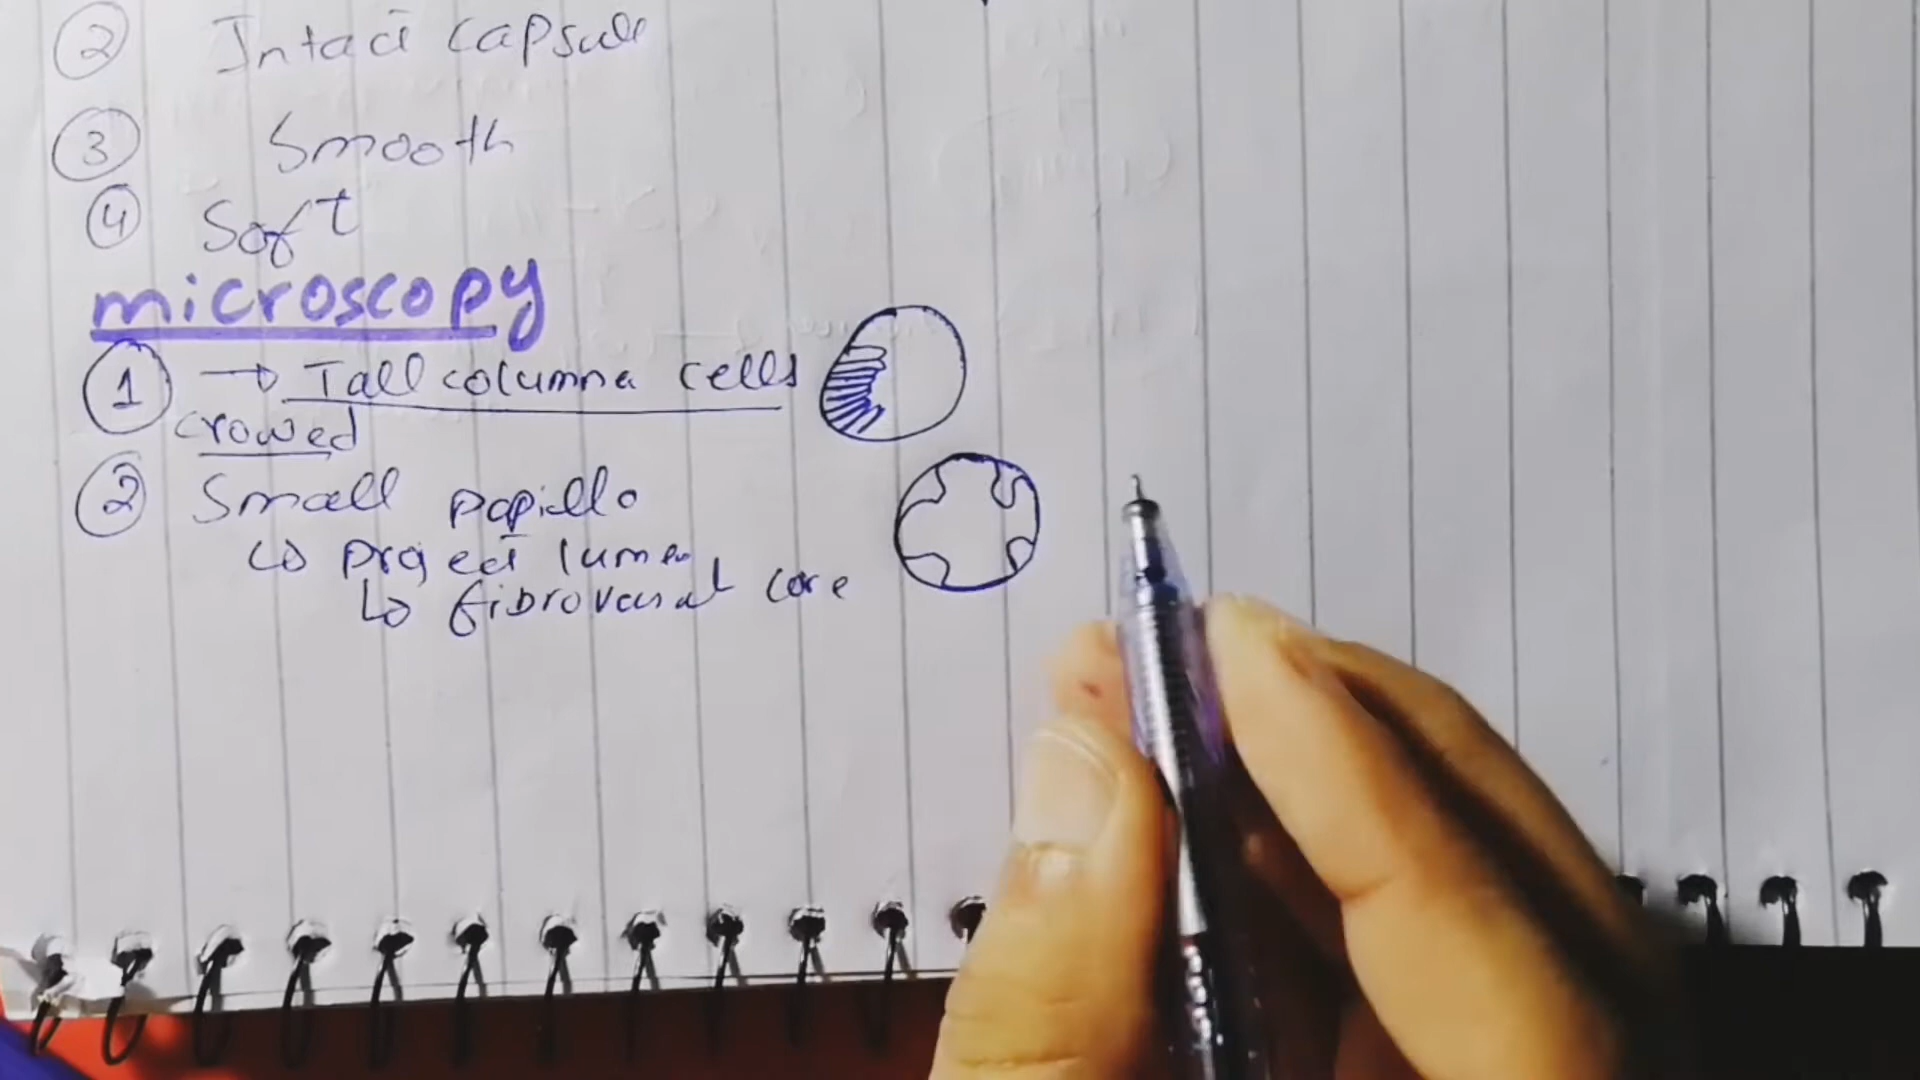 ② Intact capsule
③ Smooth
④ Soft
microscopy
① → Tall columna cells
crowed
② Small papilla
↳ project lumen
↳ fibrovasal core